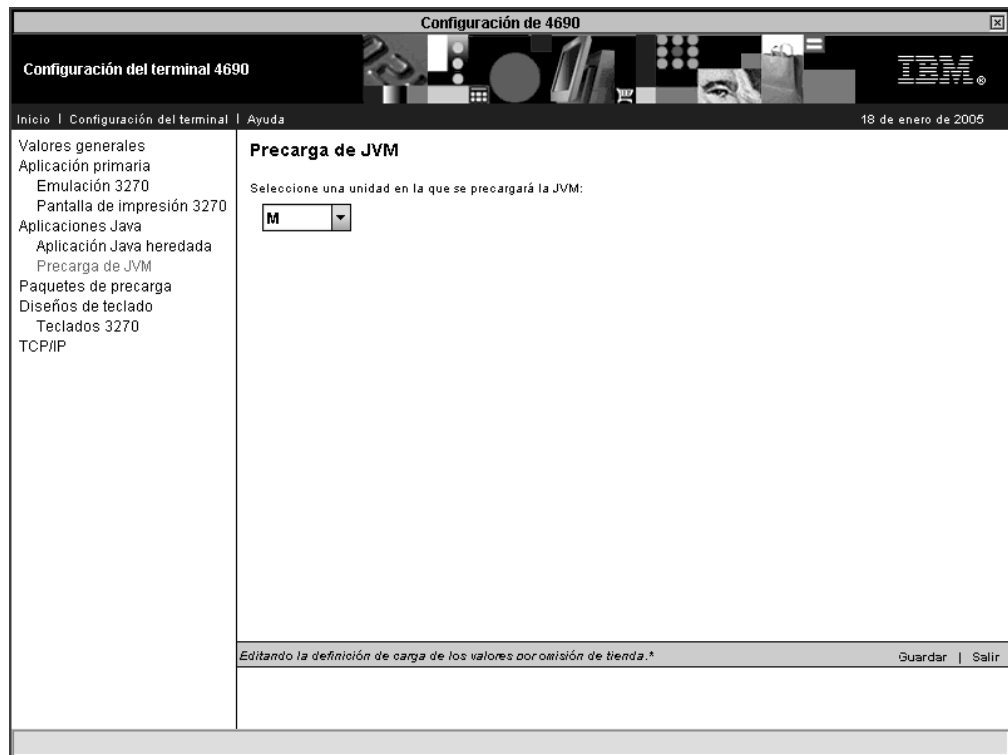 Configuración de 4690
Configuración del terminal 4690
IBM®
Inicio | Configuración del terminal | Ayuda
18 de enero de 2005
Valores generales
Aplicación primaria
Emulación 3270
Pantalla de impresión 3270
Aplicaciones Java
Aplicación Java heredada
Precarga de JVM
Paquetes de precarga
Diseños de teclado
Teclados 3270
TCP/IP
Precarga de JVM
Seleccione una unidad en la que se precargará la JVM:
M
Editando la definición de carga de los valores por omisión de tienda.*
Guardar | Salir